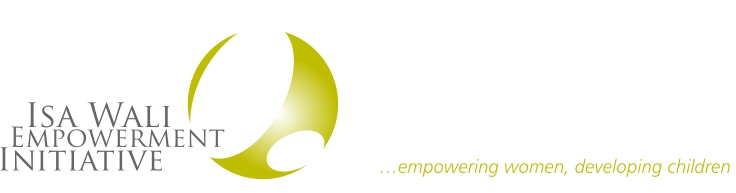 Isa Wali
Empowerment
Initiative
...empowering women, developing children